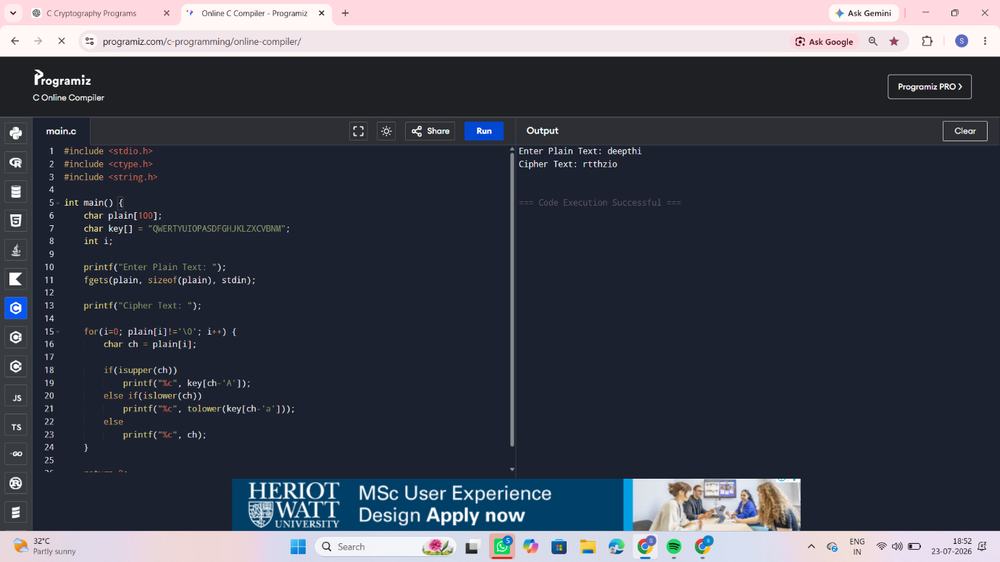 C Cryptography Programs
Online C Compiler - Programiz
Ask Gemini
programiz.com/c-programming/online-compiler/
Ask Google
S
Programiz
C Online Compiler
Programiz PRO
main.c
Share
Run
Output
Clear
1 #include <stdio.h>
2 #include <ctype.h>
3 #include <string.h>
4
5 int main() {
6 char plain[100];
7 char key[] = "QWERTYUIOPASDFGHJKLZXCVBNM";
8 int i;
9
10 printf("Enter Plain Text: ");
11 fgets(plain, sizeof(plain), stdin);
12
13 printf("Cipher Text: ");
14
15 for(i=0; plain[i]!='\0'; i++) {
16 char ch = plain[i];
17
18 if(isupper(ch))
19 printf("%c", key[ch-'A']);
20 else if(islower(ch))
21 printf("%c", tolower(key[ch-'a']));
22 else
23 printf("%c", ch);
24 }
25
Enter Plain Text: deepthi
Cipher Text: rtthzio
=== Code Execution Successful ===
JS
TS
GO
HERIOT
WATT
UNIVERSITY
MSc User Experience
Design Apply now
32°C
Partly sunny
Search
5
ENG
IN
18:52
23-07-2026